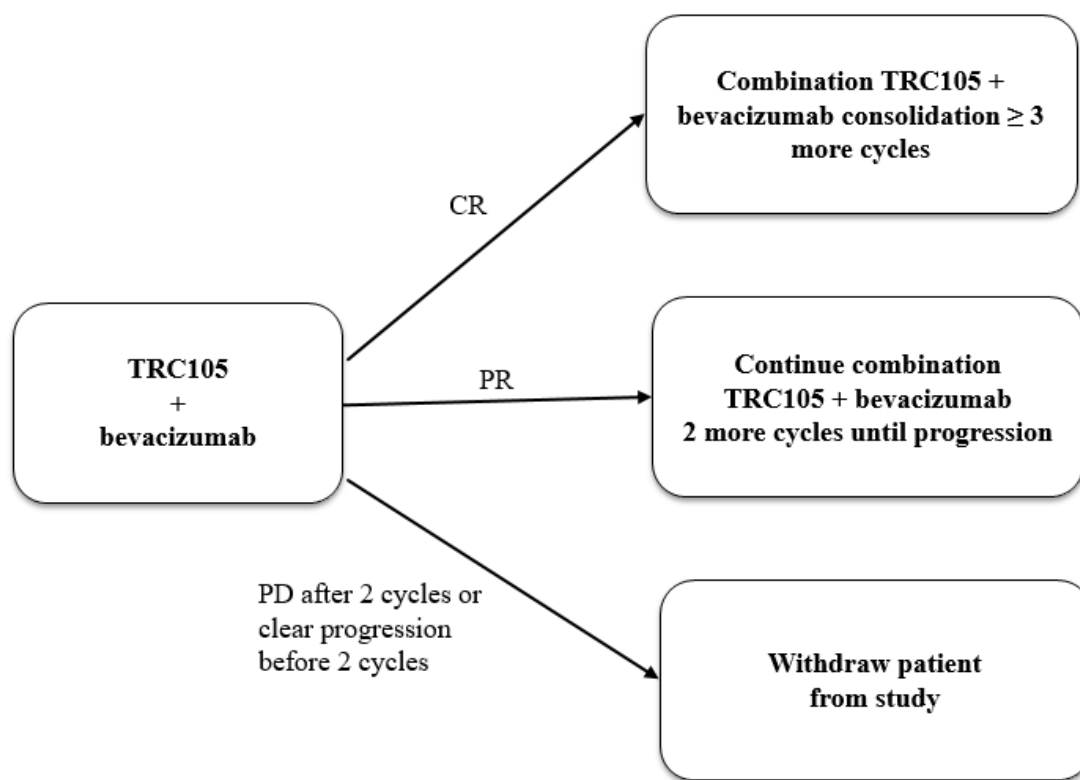 TRC105
+
bevacizumab
CR
Combination TRC105 +
bevacizumab consolidation ≥ 3
more cycles
PR
Continue combination
TRC105 + bevacizumab
2 more cycles until progression
PD after 2 cycles or
clear progression
before 2 cycles
Withdraw patient
from study